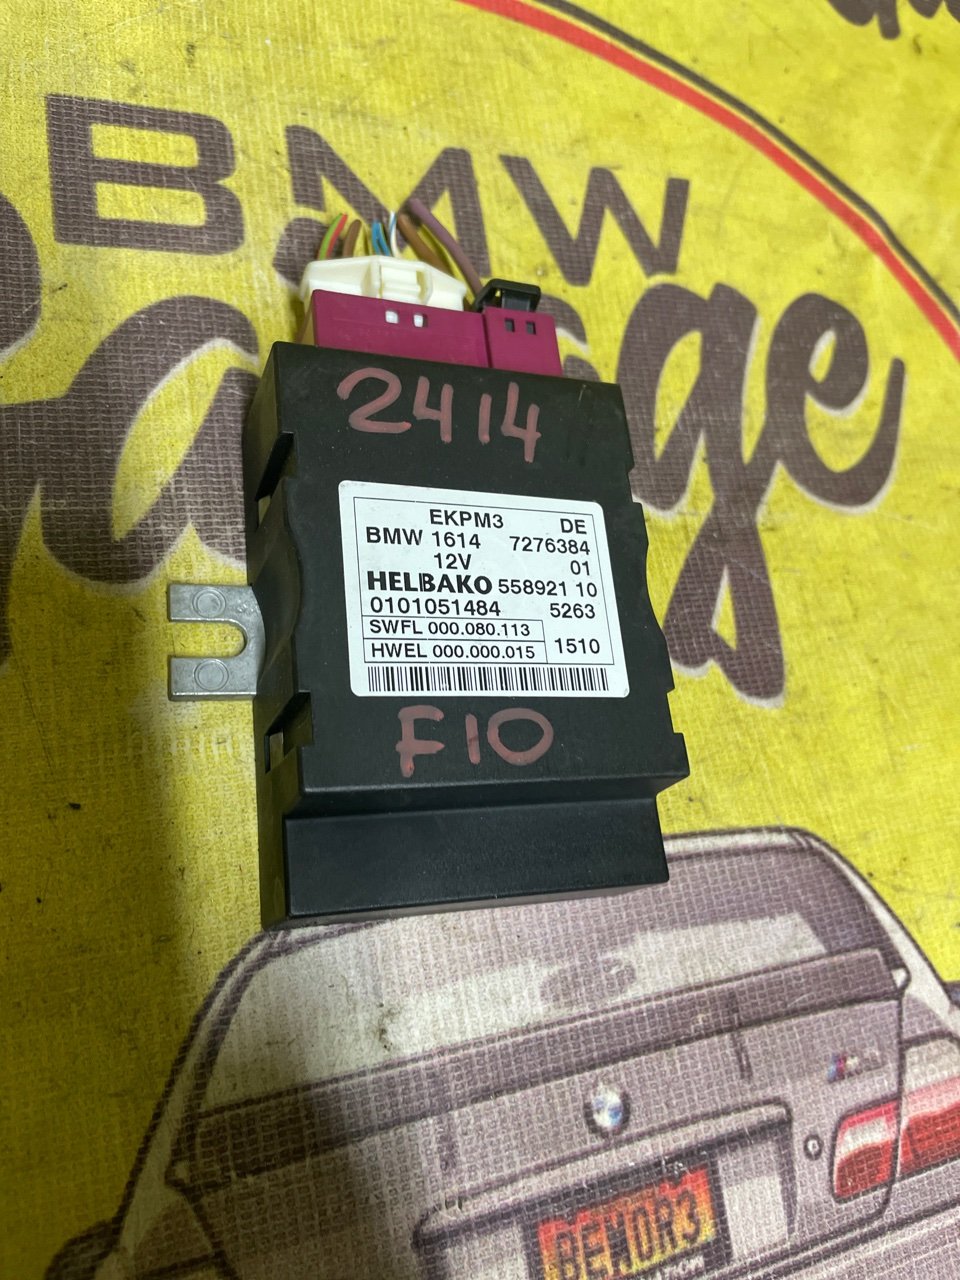 BMW
Garage
2414
EKPM3 DE
BMW 1614 7276384
12V 01
HELBAKO 558921 10
0101051484 5263
SWFL 000.080.113
HWEL 000.000.015 1510
F10